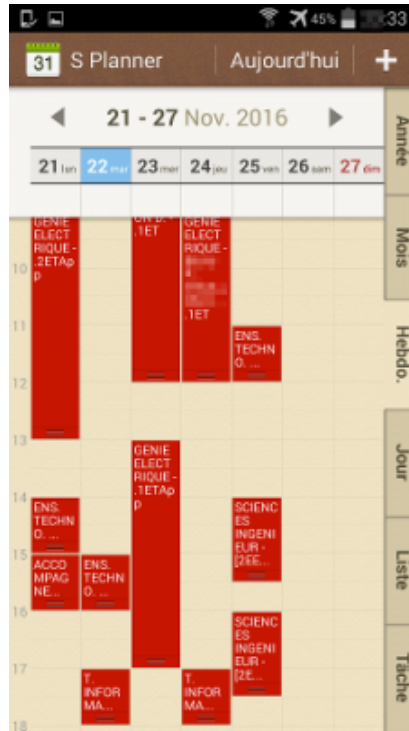 45% :33
31 S Planner Aujourd'hui +
21 - 27 Nov. 2016
21 lun 22 mar 23 mer 24 jeu 25 ven 26 sam 27 dim
Année
Mois
Hebdo.
Jour
Liste
Tâche
10
11
12
13
14
15
16
17
18
GENIE
ELECT
RIQUE -
.2ETAp
p
ENS.
TECHN
O. ...
ACCO
MPAG
NE...
ENS.
TECHN
O. ...
T.
INFOR
MA...
.1ET
GENIE
ELECT
RIQUE -
.1ETAp
p
GENIE
ELECT
RIQUE -
.1ET
T.
INFOR
MA...
ENS.
TECHN
O. ...
SCIENC
ES
INGENI
EUR -
[2EE...
SCIENC
ES
INGENI
EUR -
[2E...